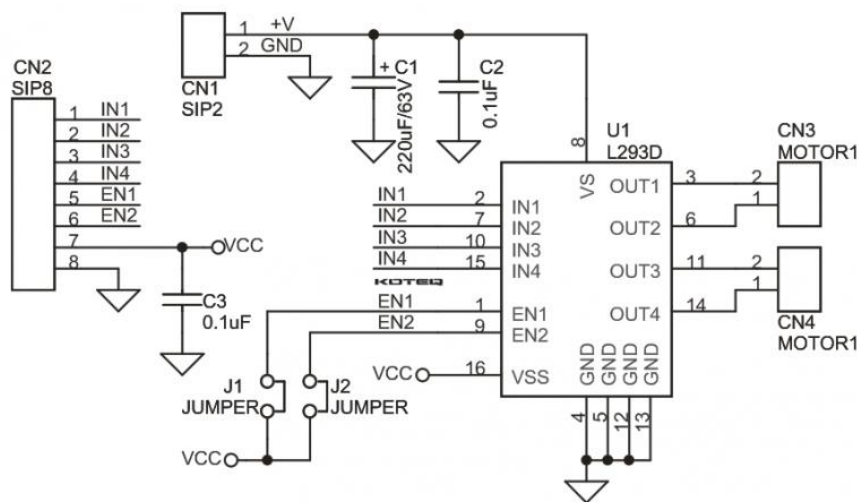 1 +V
2 GND
CN1
SIP2
CN2
SIP8
1 IN1
2 IN2
3 IN3
4 IN4
5 EN1
6 EN2
7 VCC
8
C3
0.1uF
+ C1
220uF/63V
C2
0.1uF
U1
L293D
8
VS
IN1 2 IN1
IN2 7 IN2
IN3 10 IN3
IN4 15 IN4
KOTEQ
EN1 1 EN1
EN2 9 EN2
VCC 16 VSS
OUT1 3 2
OUT2 6 1
OUT3 11 2
OUT4 14 1
CN3
MOTOR1
CN4
MOTOR1
GND GND GND GND
4 5 12 13
J1
JUMPER
J2
JUMPER
VCC